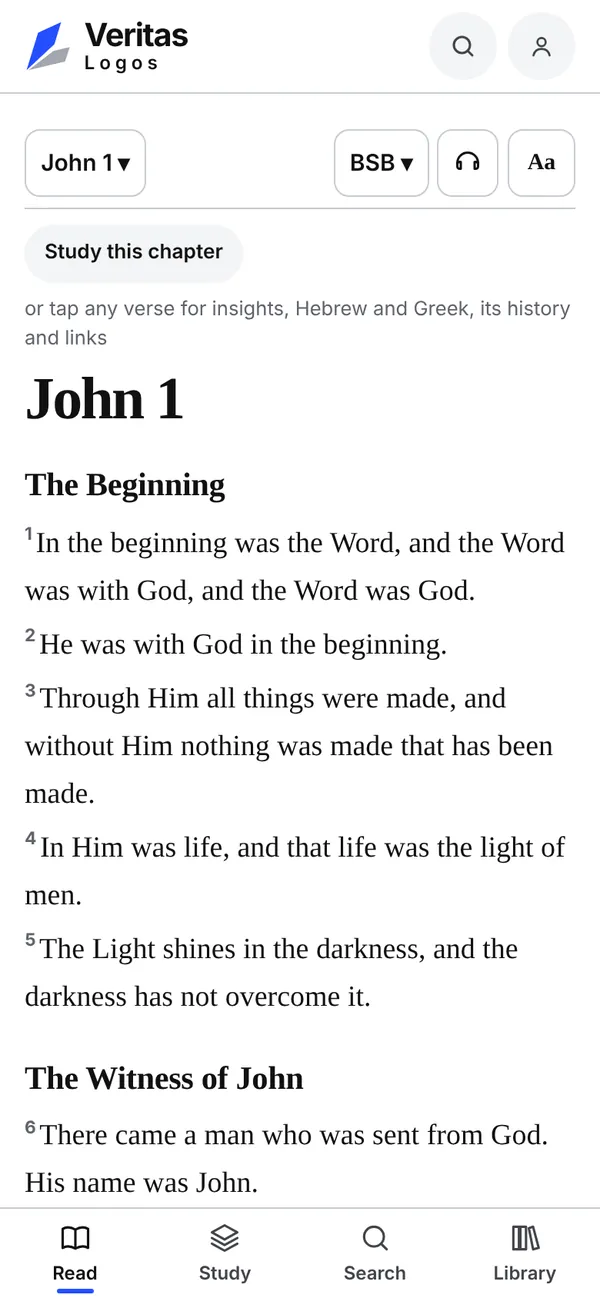 Veritas
Logos
John 1 ▾
BSB ▾
Aa
Study this chapter
or tap any verse for insights, Hebrew and Greek, its history
and links
John 1
The Beginning
1 In the beginning was the Word, and the Word
was with God, and the Word was God.
2 He was with God in the beginning.
3 Through Him all things were made, and
without Him nothing was made that has been
made.
4 In Him was life, and that life was the light of
men.
5 The Light shines in the darkness, and the
darkness has not overcome it.
The Witness of John
6 There came a man who was sent from God.
His name was John.
Read
Study
Search
Library